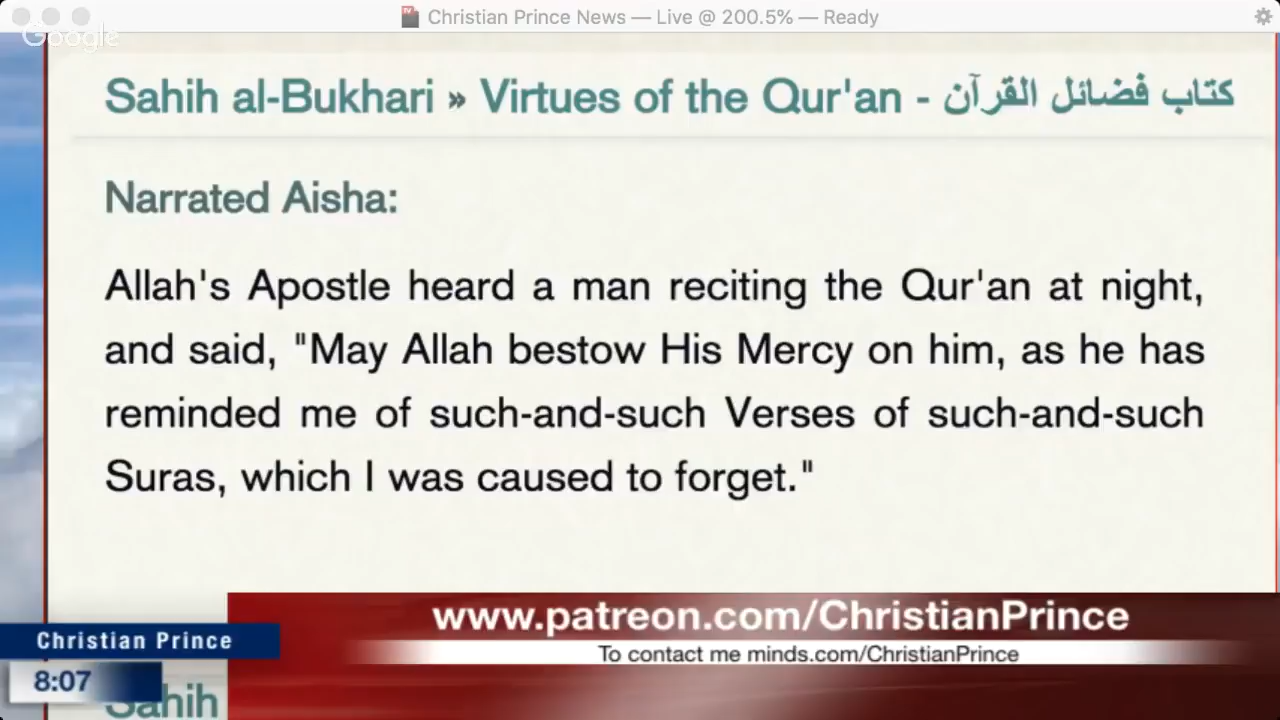 Christian Prince News — Live @ 200.5% — Ready
Google
Sahih al-Bukhari » Virtues of the Qur'an - كتاب فضائل القرآن
Narrated Aisha:
Allah's Apostle heard a man reciting the Qur'an at night,
and said, "May Allah bestow His Mercy on him, as he has
reminded me of such-and-such Verses of such-and-such
Suras, which I was caused to forget."
www.patreon.com/ChristianPrince
Christian Prince
To contact me minds.com/ChristianPrince
8:07
Sahih